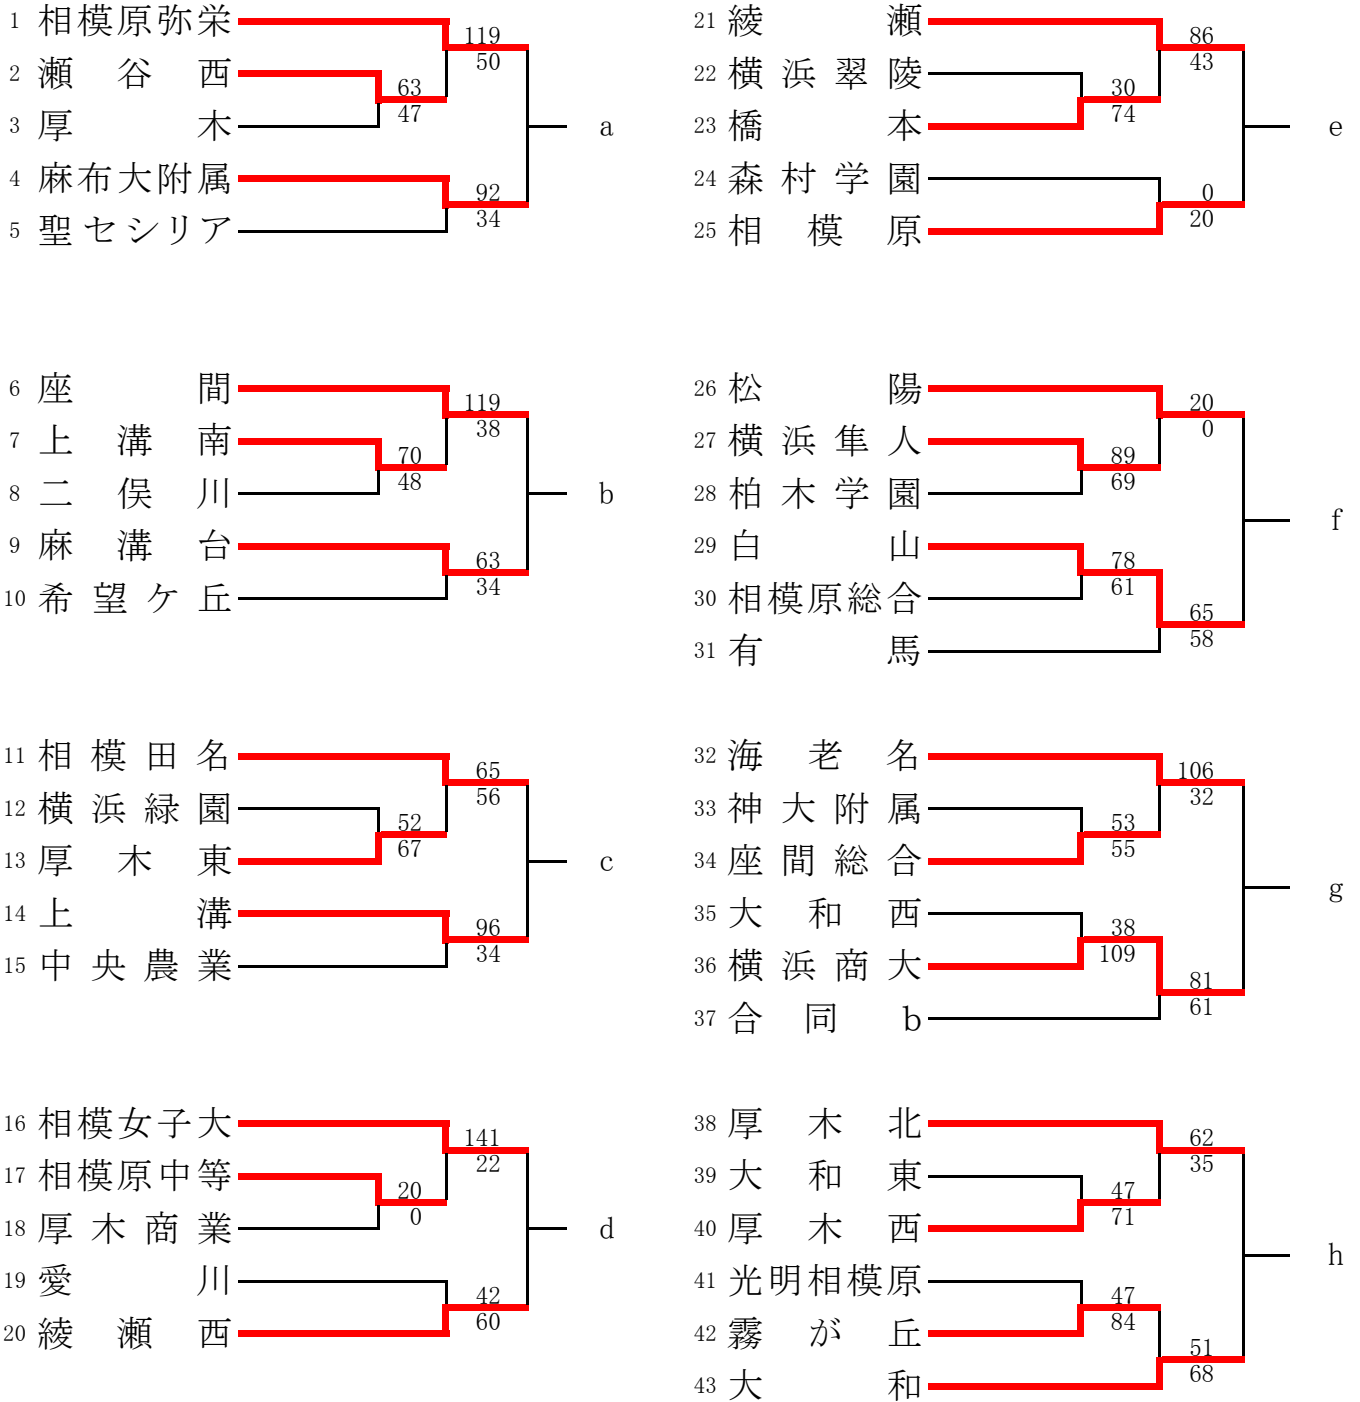 1 相模原弥栄
119
50
2 瀬谷西
63
47
3 厚木
a
4 麻布大附属
92
34
5 聖セシリア
6 座間
119
38
7 上溝南
70
48
8 二俣川
b
9 麻溝台
63
34
10 希望ケ丘
11 相模田名
65
56
12 横浜緑園
52
67
13 厚木東
c
14 上溝
96
34
15 中央農業
16 相模女子大
141
22
17 相模原中等
20
0
18 厚木商業
d
19 愛川
42
60
20 綾瀬西
21 綾瀬
86
43
22 横浜翠陵
30
74
23 橋本
e
24 森村学園
0
20
25 相模原
26 松陽
20
0
27 横浜隼人
89
69
28 柏木学園
f
29 白山
78
61
30 相模原総合
65
58
31 有馬
32 海老名
106
32
33 神大附属
53
55
34 座間総合
g
35 大和西
38
109
36 横浜商大
81
61
37 合同b
38 厚木北
62
35
39 大和東
47
71
40 厚木西
h
41 光明相模原
47
84
42 霧が丘
51
68
43 大和